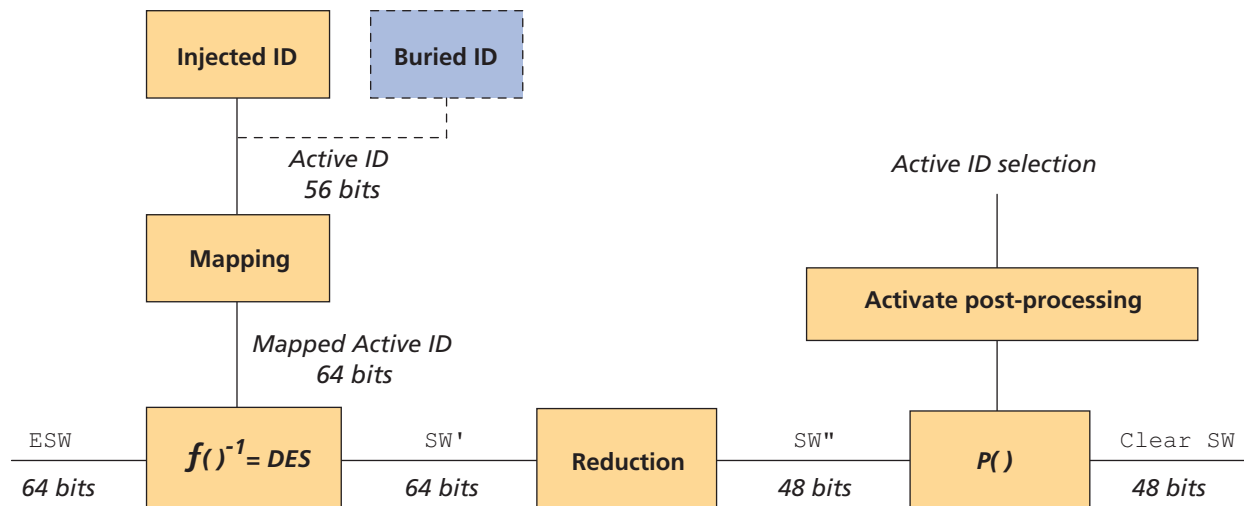 Injected ID
Buried ID
Active ID
56 bits
Active ID selection
Mapping
Activate post-processing
Mapped Active ID
64 bits
ESW
64 bits
f()-1= DES
SW'
64 bits
Reduction
SW"
48 bits
P( )
Clear SW
48 bits